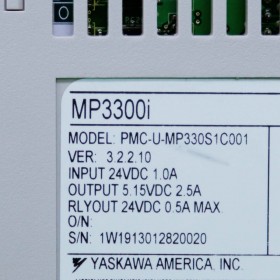 MP3300i
MODEL: PMC-U-MP330S1C001
VER: 3.2.2.10
INPUT 24VDC 1.0A
OUTPUT 5.15VDC 2.5A
RLYOUT 24VDC 0.5A MAX
O/N:
S/N: 1W1913012820020
YASKAWA AMERICA, INC.